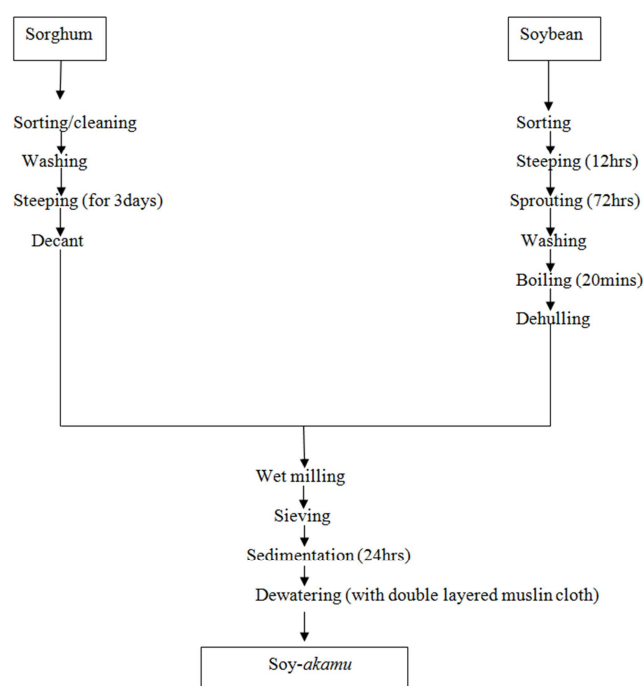 Sorghum
Sorting/cleaning
Washing
Steeping (for 3days)
Decant
Soybean
Sorting
Steeping (12hrs)
Sprouting (72hrs)
Washing
Boiling (20mins)
Dehulling
Wet milling
Sieving
Sedimentation (24hrs)
Dewatering (with double layered muslin cloth)
Soy-akamu